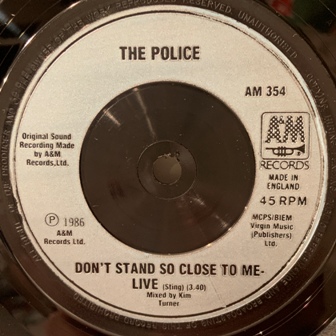 THE POLICE
AM 354
Original Sound
Recording Made
by A&M
Records, Ltd.
A&M
RECORDS
MADE IN
ENGLAND
45 RPM
MCPS/BIEM
Virgin Music
(Publishers)
Ltd.
Ⓟ 1986
A&M
Records Ltd.
DON'T STAND SO CLOSE TO ME-
LIVE (Sting) (3.40)
Mixed by Kim
Turner